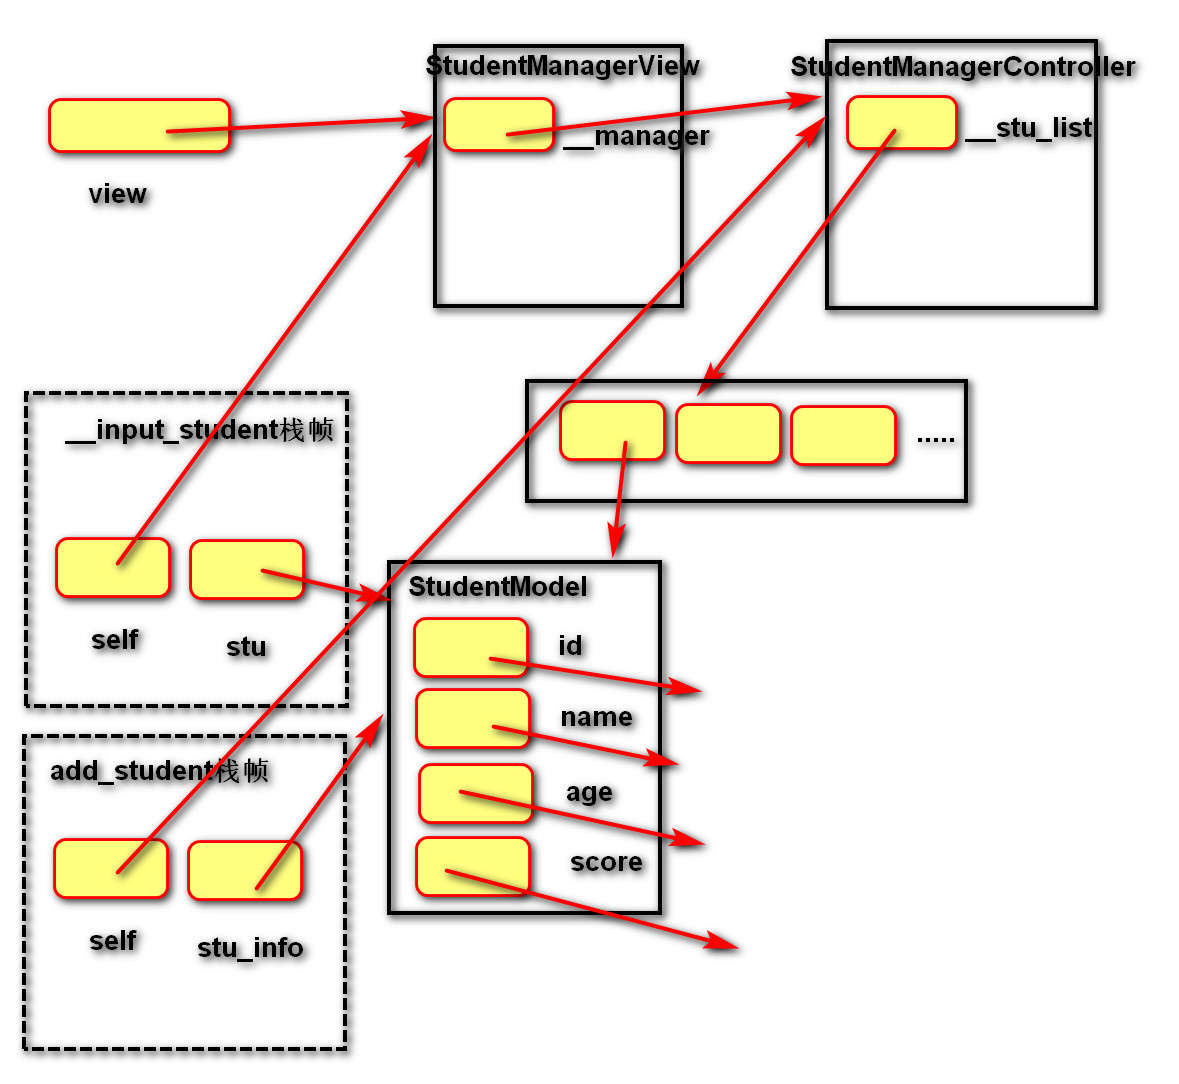 StudentManagerView
StudentManagerController
__manager
__stu_list
view
__input_student栈帧
.....
self
stu
StudentModel
id
name
age
score
add_student栈帧
self
stu_info